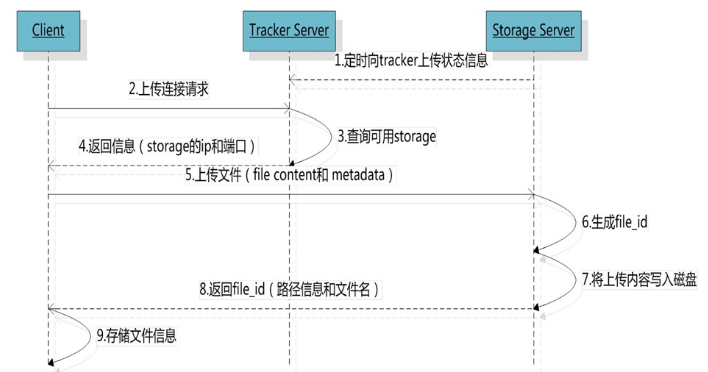 Client
Tracker Server
Storage Server
1.定时向tracker上传状态信息
2.上传连接请求
3.查询可用storage
4.返回信息（storage的ip和端口）
5.上传文件（file content和 metadata）
6.生成file_id
7.将上传内容写入磁盘
8.返回file_id（路径信息和文件名）
9.存储文件信息